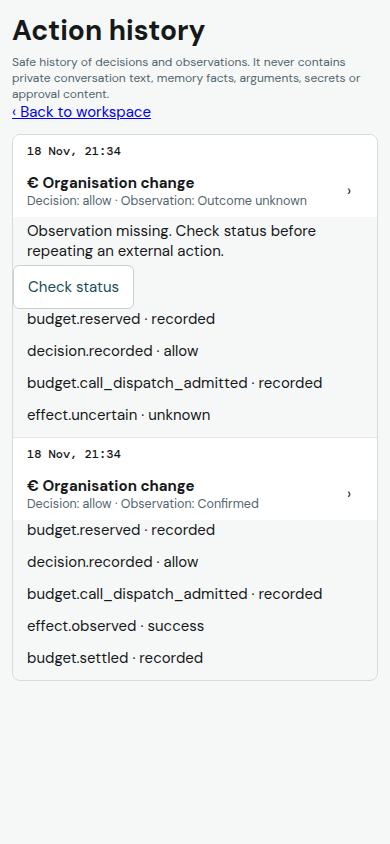 Action history
Safe history of decisions and observations. It never contains
private conversation text, memory facts, arguments, secrets or
approval content.
‹ Back to workspace
18 Nov, 21:34
€ Organisation change
Decision: allow · Observation: Outcome unknown
›
Observation missing. Check status before
repeating an external action.
Check status
budget.reserved · recorded
decision.recorded · allow
budget.call_dispatch_admitted · recorded
effect.uncertain · unknown
18 Nov, 21:34
€ Organisation change
Decision: allow · Observation: Confirmed
›
budget.reserved · recorded
decision.recorded · allow
budget.call_dispatch_admitted · recorded
effect.observed · success
budget.settled · recorded